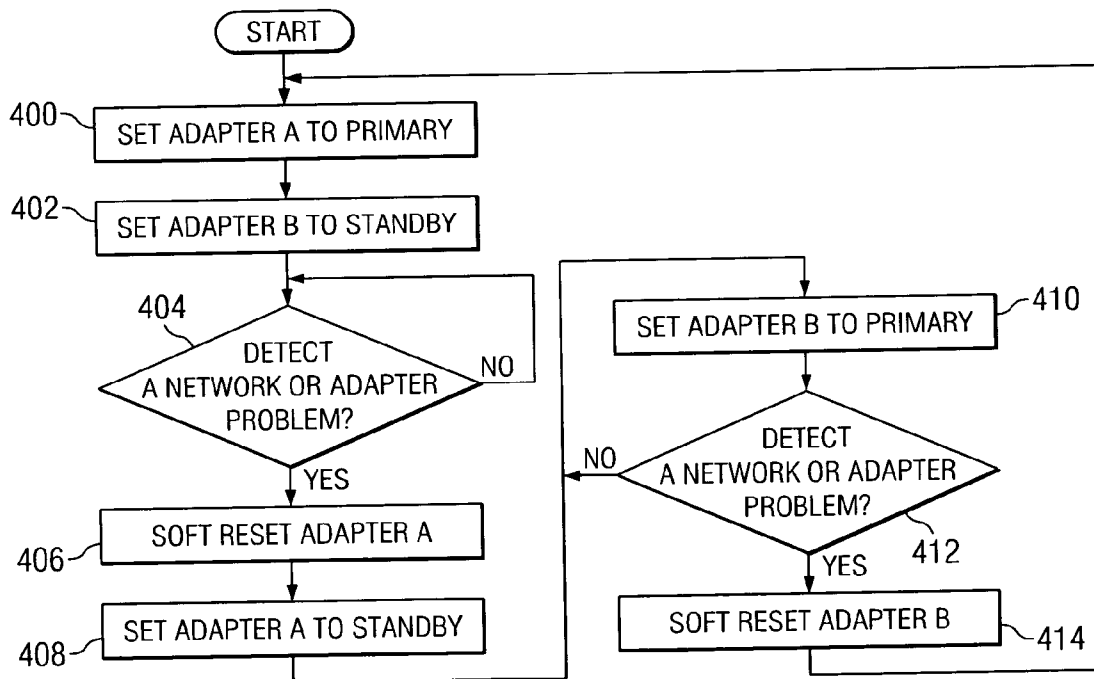 START
400
SET ADAPTER A TO PRIMARY
402
SET ADAPTER B TO STANDBY
404
DETECT
A NETWORK OR ADAPTER
PROBLEM?
NO
YES
406
SOFT RESET ADAPTER A
408
SET ADAPTER A TO STANDBY
410
SET ADAPTER B TO PRIMARY
DETECT
A NETWORK OR ADAPTER
PROBLEM?
NO
412
YES
SOFT RESET ADAPTER B
414